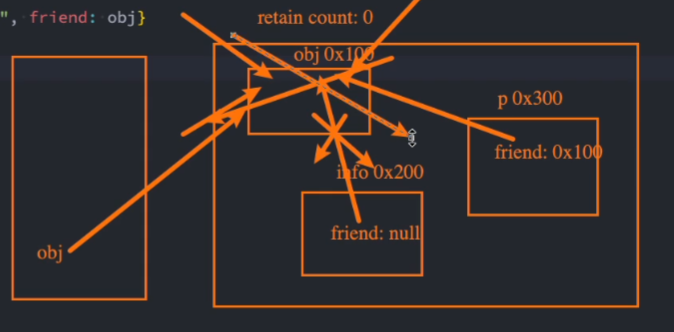 ", friend: obj}
retain count: 0
obj 0x100
p 0x300
friend: 0x100
info 0x200
friend: null
obj